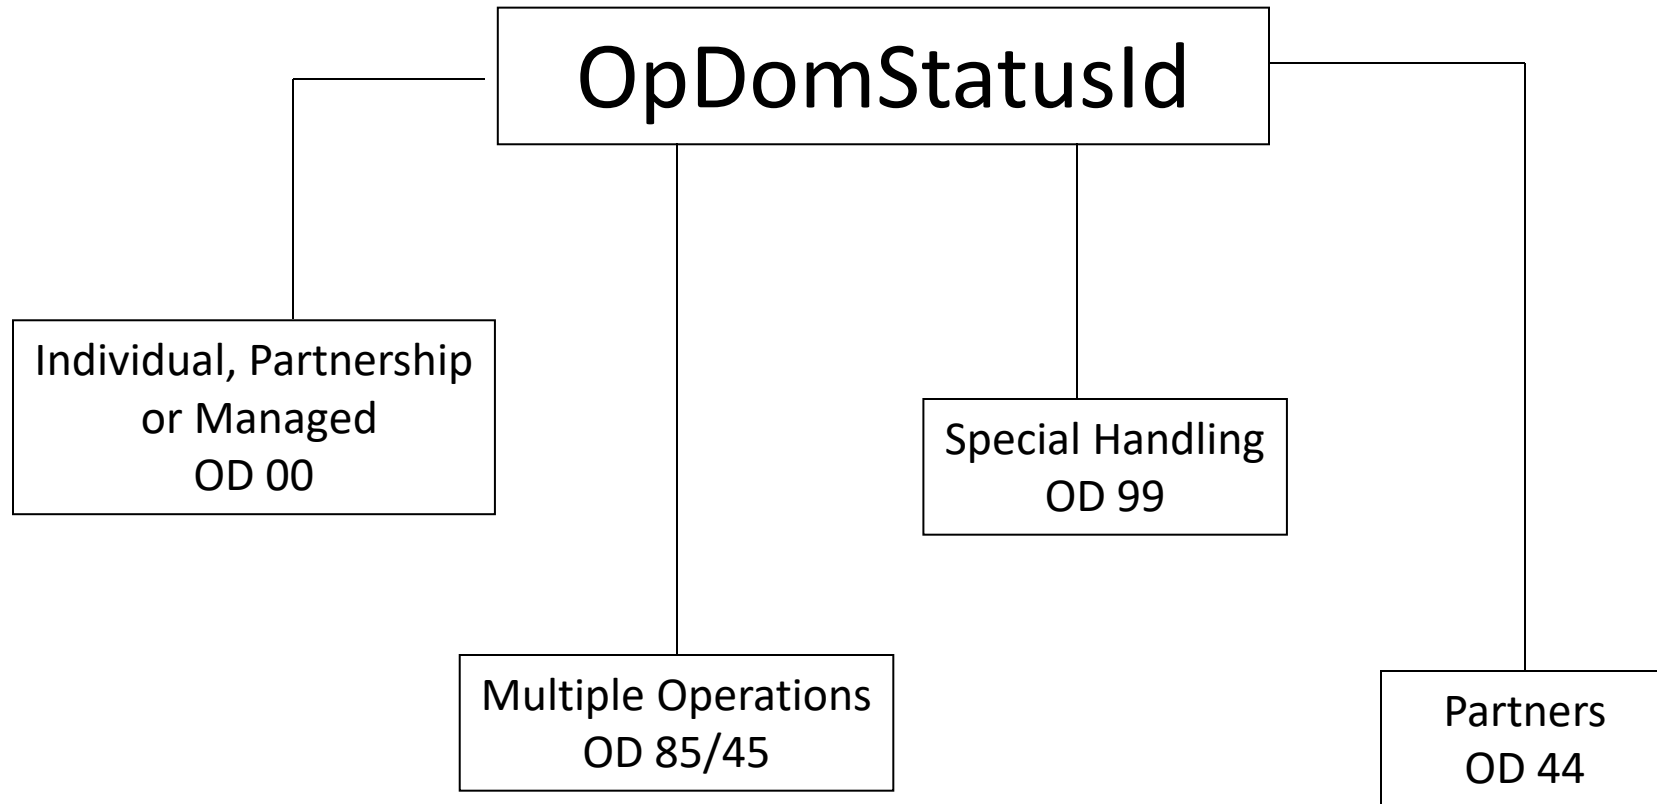 OpDomStatusId
Individual, Partnership
or Managed
OD 00
Special Handling
OD 99
Multiple Operations
OD 85/45
Partners
OD 44